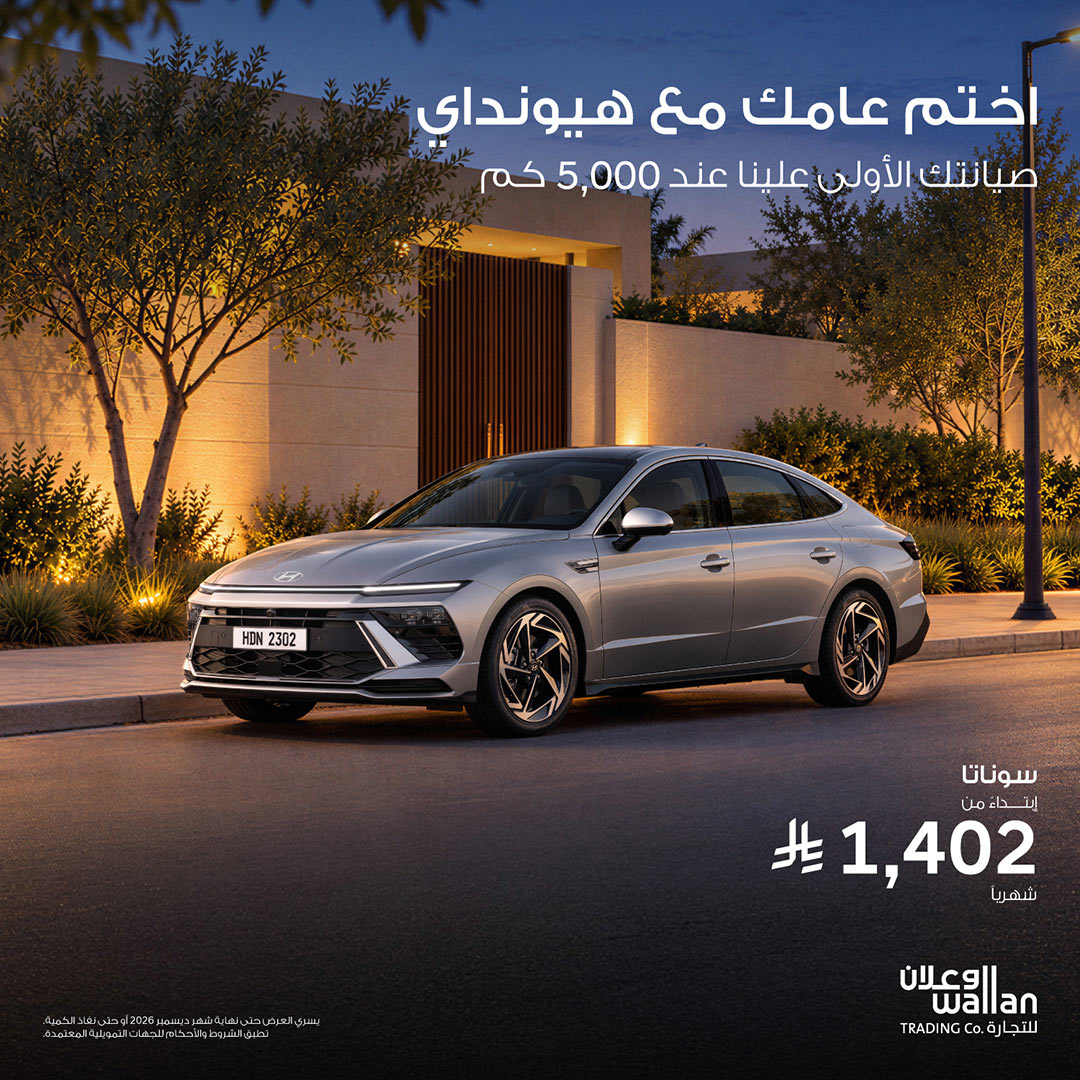 اختم عامك مع هيونداي
صيانتك الأولى علينا عند 5,000 كم
HDN 2302
سوناتا
إبتـداءً من
1,402
شهرياً
الوعلان
wallan
للتجارة TRADING Co.
يسري العرض حتى نهاية شهر ديسمبر 2026 أو حتى نفاذ الكمية.
تطبق الشروط والأحكام للجهات التمويلية المعتمدة.